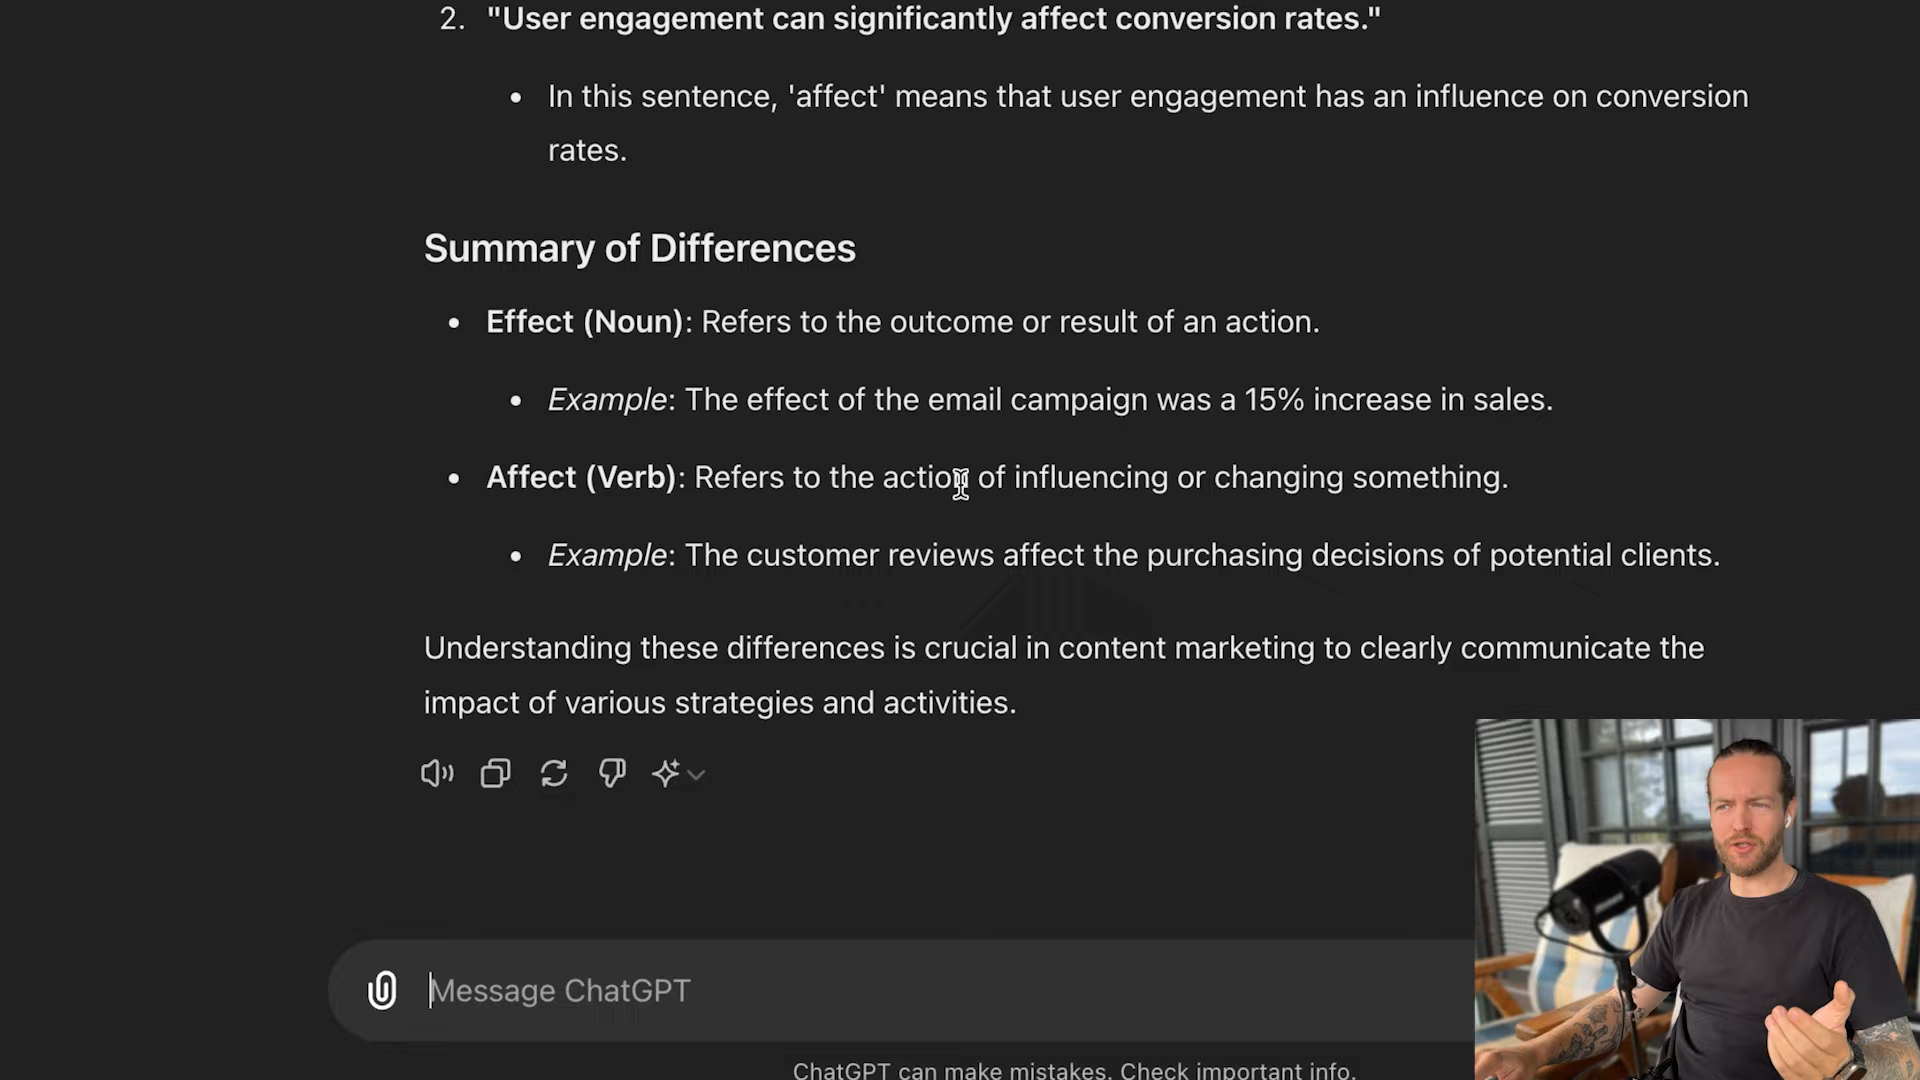 2. "User engagement can significantly affect conversion rates."
• In this sentence, 'affect' means that user engagement has an influence on conversion
rates.
Summary of Differences
• Effect (Noun): Refers to the outcome or result of an action.
• Example: The effect of the email campaign was a 15% increase in sales.
• Affect (Verb): Refers to the action of influencing or changing something.
• Example: The customer reviews affect the purchasing decisions of potential clients.
Understanding these differences is crucial in content marketing to clearly communicate the
impact of various strategies and activities.
Message ChatGPT
ChatGPT can make mistakes. Check important info.